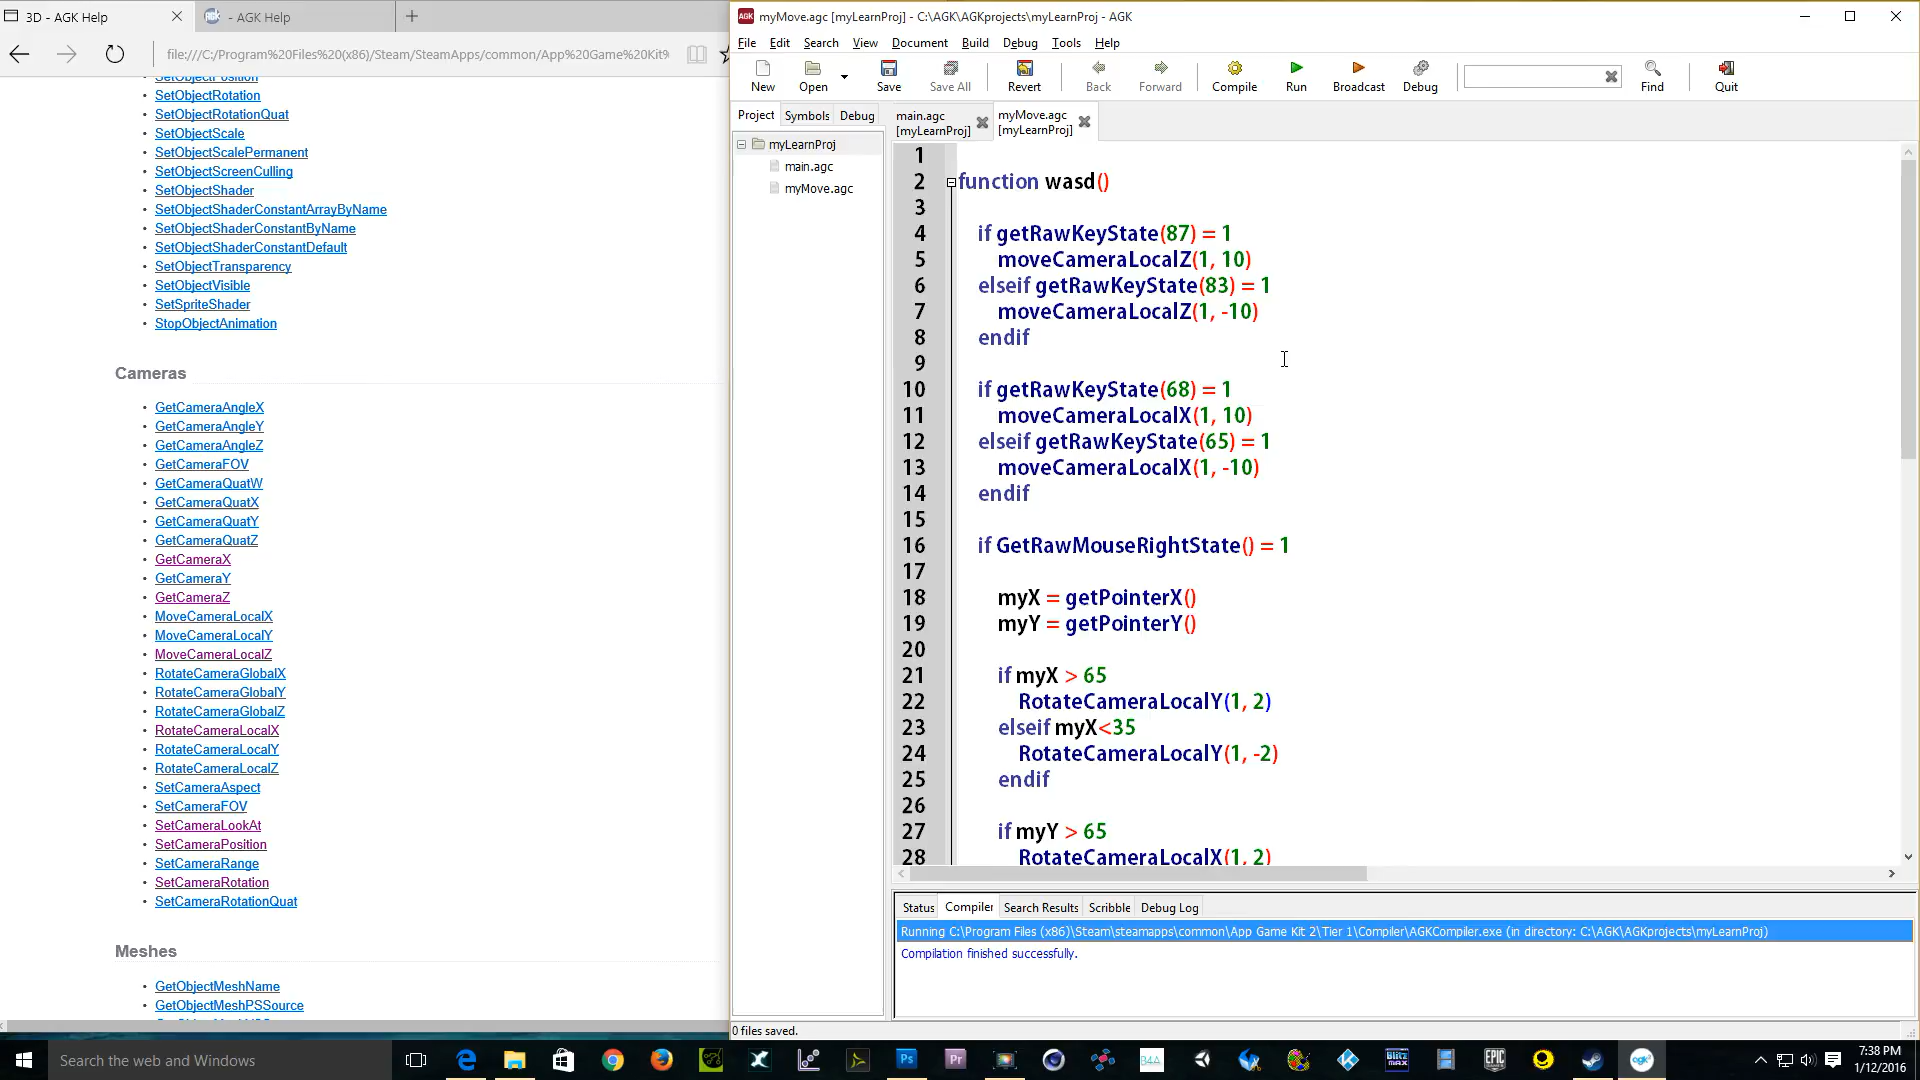 3D - AGK Help
- AGK Help
file:///C:/Program%20Files%20(x86)/Steam/SteamApps/common/App%20Game%20Kit%
SetObjectPosition
SetObjectRotation
SetObjectRotationQuat
SetObjectScale
SetObjectScalePermanent
SetObjectScreenCulling
SetObjectShader
SetObjectShaderConstantArrayByName
SetObjectShaderConstantByName
SetObjectShaderConstantDefault
SetObjectTransparency
SetObjectVisible
SetSpriteShader
StopObjectAnimation
Cameras
GetCameraAngleX
GetCameraAngleY
GetCameraAngleZ
GetCameraFOV
GetCameraQuatW
GetCameraQuatX
GetCameraQuatY
GetCameraQuatZ
GetCameraX
GetCameraY
GetCameraZ
MoveCameraLocalX
MoveCameraLocalY
MoveCameraLocalZ
RotateCameraGlobalX
RotateCameraGlobalY
RotateCameraGlobalZ
RotateCameraLocalX
RotateCameraLocalY
RotateCameraLocalZ
SetCameraAspect
SetCameraFOV
SetCameraLookAt
SetCameraPosition
SetCameraRange
SetCameraRotation
SetCameraRotationQuat
Meshes
GetObjectMeshName
GetObjectMeshPSSource
AGK myMove.agc [myLearnProj] - C:\AGK\AGKprojects\myLearnProj - AGK
File Edit Search View Document Build Debug Tools Help
New Open Save Save All Revert Back Forward Compile Run Broadcast Debug Find Quit
Project Symbols Debug
main.agc [myLearnProj]
myMove.agc [myLearnProj]
myLearnProj
main.agc
myMove.agc
1
2 function wasd()
3
4 if getRawKeyState(87) = 1
5 moveCameraLocalZ(1, 10)
6 elseif getRawKeyState(83) = 1
7 moveCameraLocalZ(1, -10)
8 endif
9
10 if getRawKeyState(68) = 1
11 moveCameraLocalX(1, 10)
12 elseif getRawKeyState(65) = 1
13 moveCameraLocalX(1, -10)
14 endif
15
16 if GetRawMouseRightState() = 1
17
18 myX = getPointerX()
19 myY = getPointerY()
20
21 if myX > 65
22 RotateCameraLocalY(1, 2)
23 elseif myX<35
24 RotateCameraLocalY(1, -2)
25 endif
26
27 if myY > 65
28 RotateCameraLocalX(1, 2)
Status Compiler Search Results Scribble Debug Log
Running C:\Program Files (x86)\Steam\steamapps\common\App Game Kit 2\Tier 1\Compiler\AGKCompiler.exe (in directory: C:\AGK\AGKprojects\myLearnProj)
Compilation finished successfully.
0 files saved.
Search the web and Windows
Ps
Pr
B4A
BLITZ MAX
EPIC GAMES
agk
7:38 PM
1/12/2016